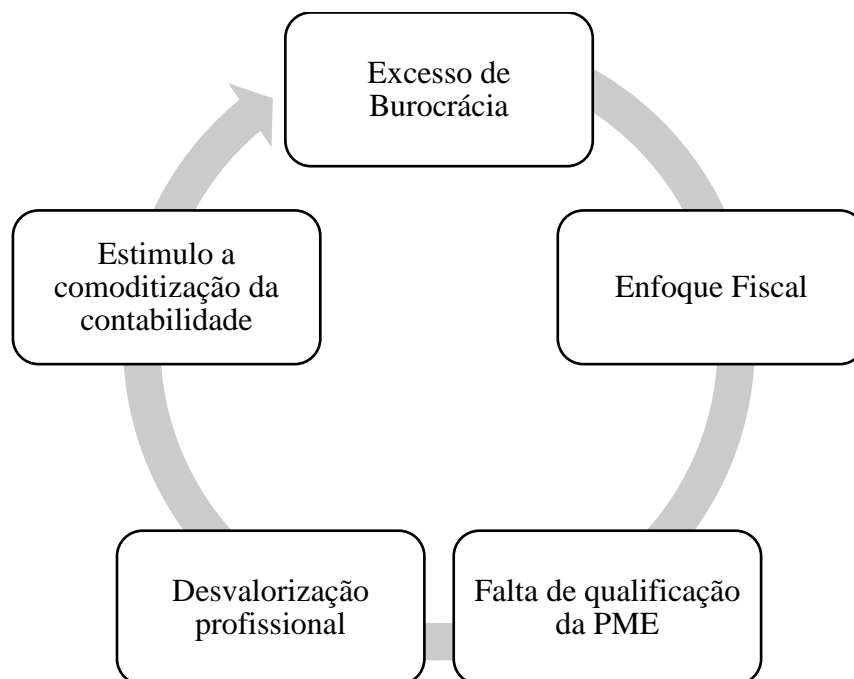 Excesso de
Burocrácia
Enfoque Fiscal
Falta de qualificação
da PME
Desvalorização
profissional
Estimulo a
comoditização da
contabilidade